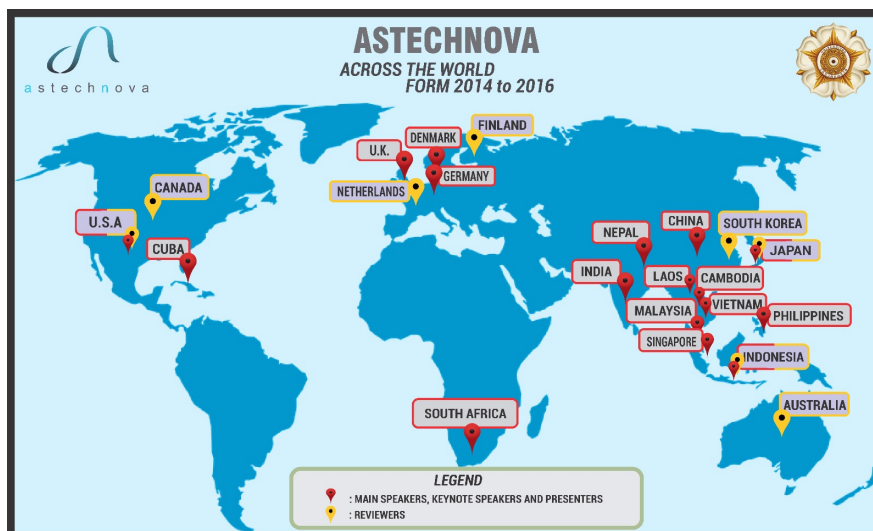 astechnova
ASTECHNOVA
ACROSS THE WORLD
FORM 2014 to 2016
FINLAND
DENMARK
U.K.
GERMANY
NETHERLANDS
CANADA
U.S.A
CUBA
CHINA
SOUTH KOREA
NEPAL
JAPAN
INDIA
LAOS
CAMBODIA
MALAYSIA
VIETNAM
PHILIPPINES
SINGAPORE
INDONESIA
SOUTH AFRICA
AUSTRALIA
LEGEND
: MAIN SPEAKERS, KEYNOTE SPEAKERS AND PRESENTERS
: REVIEWERS